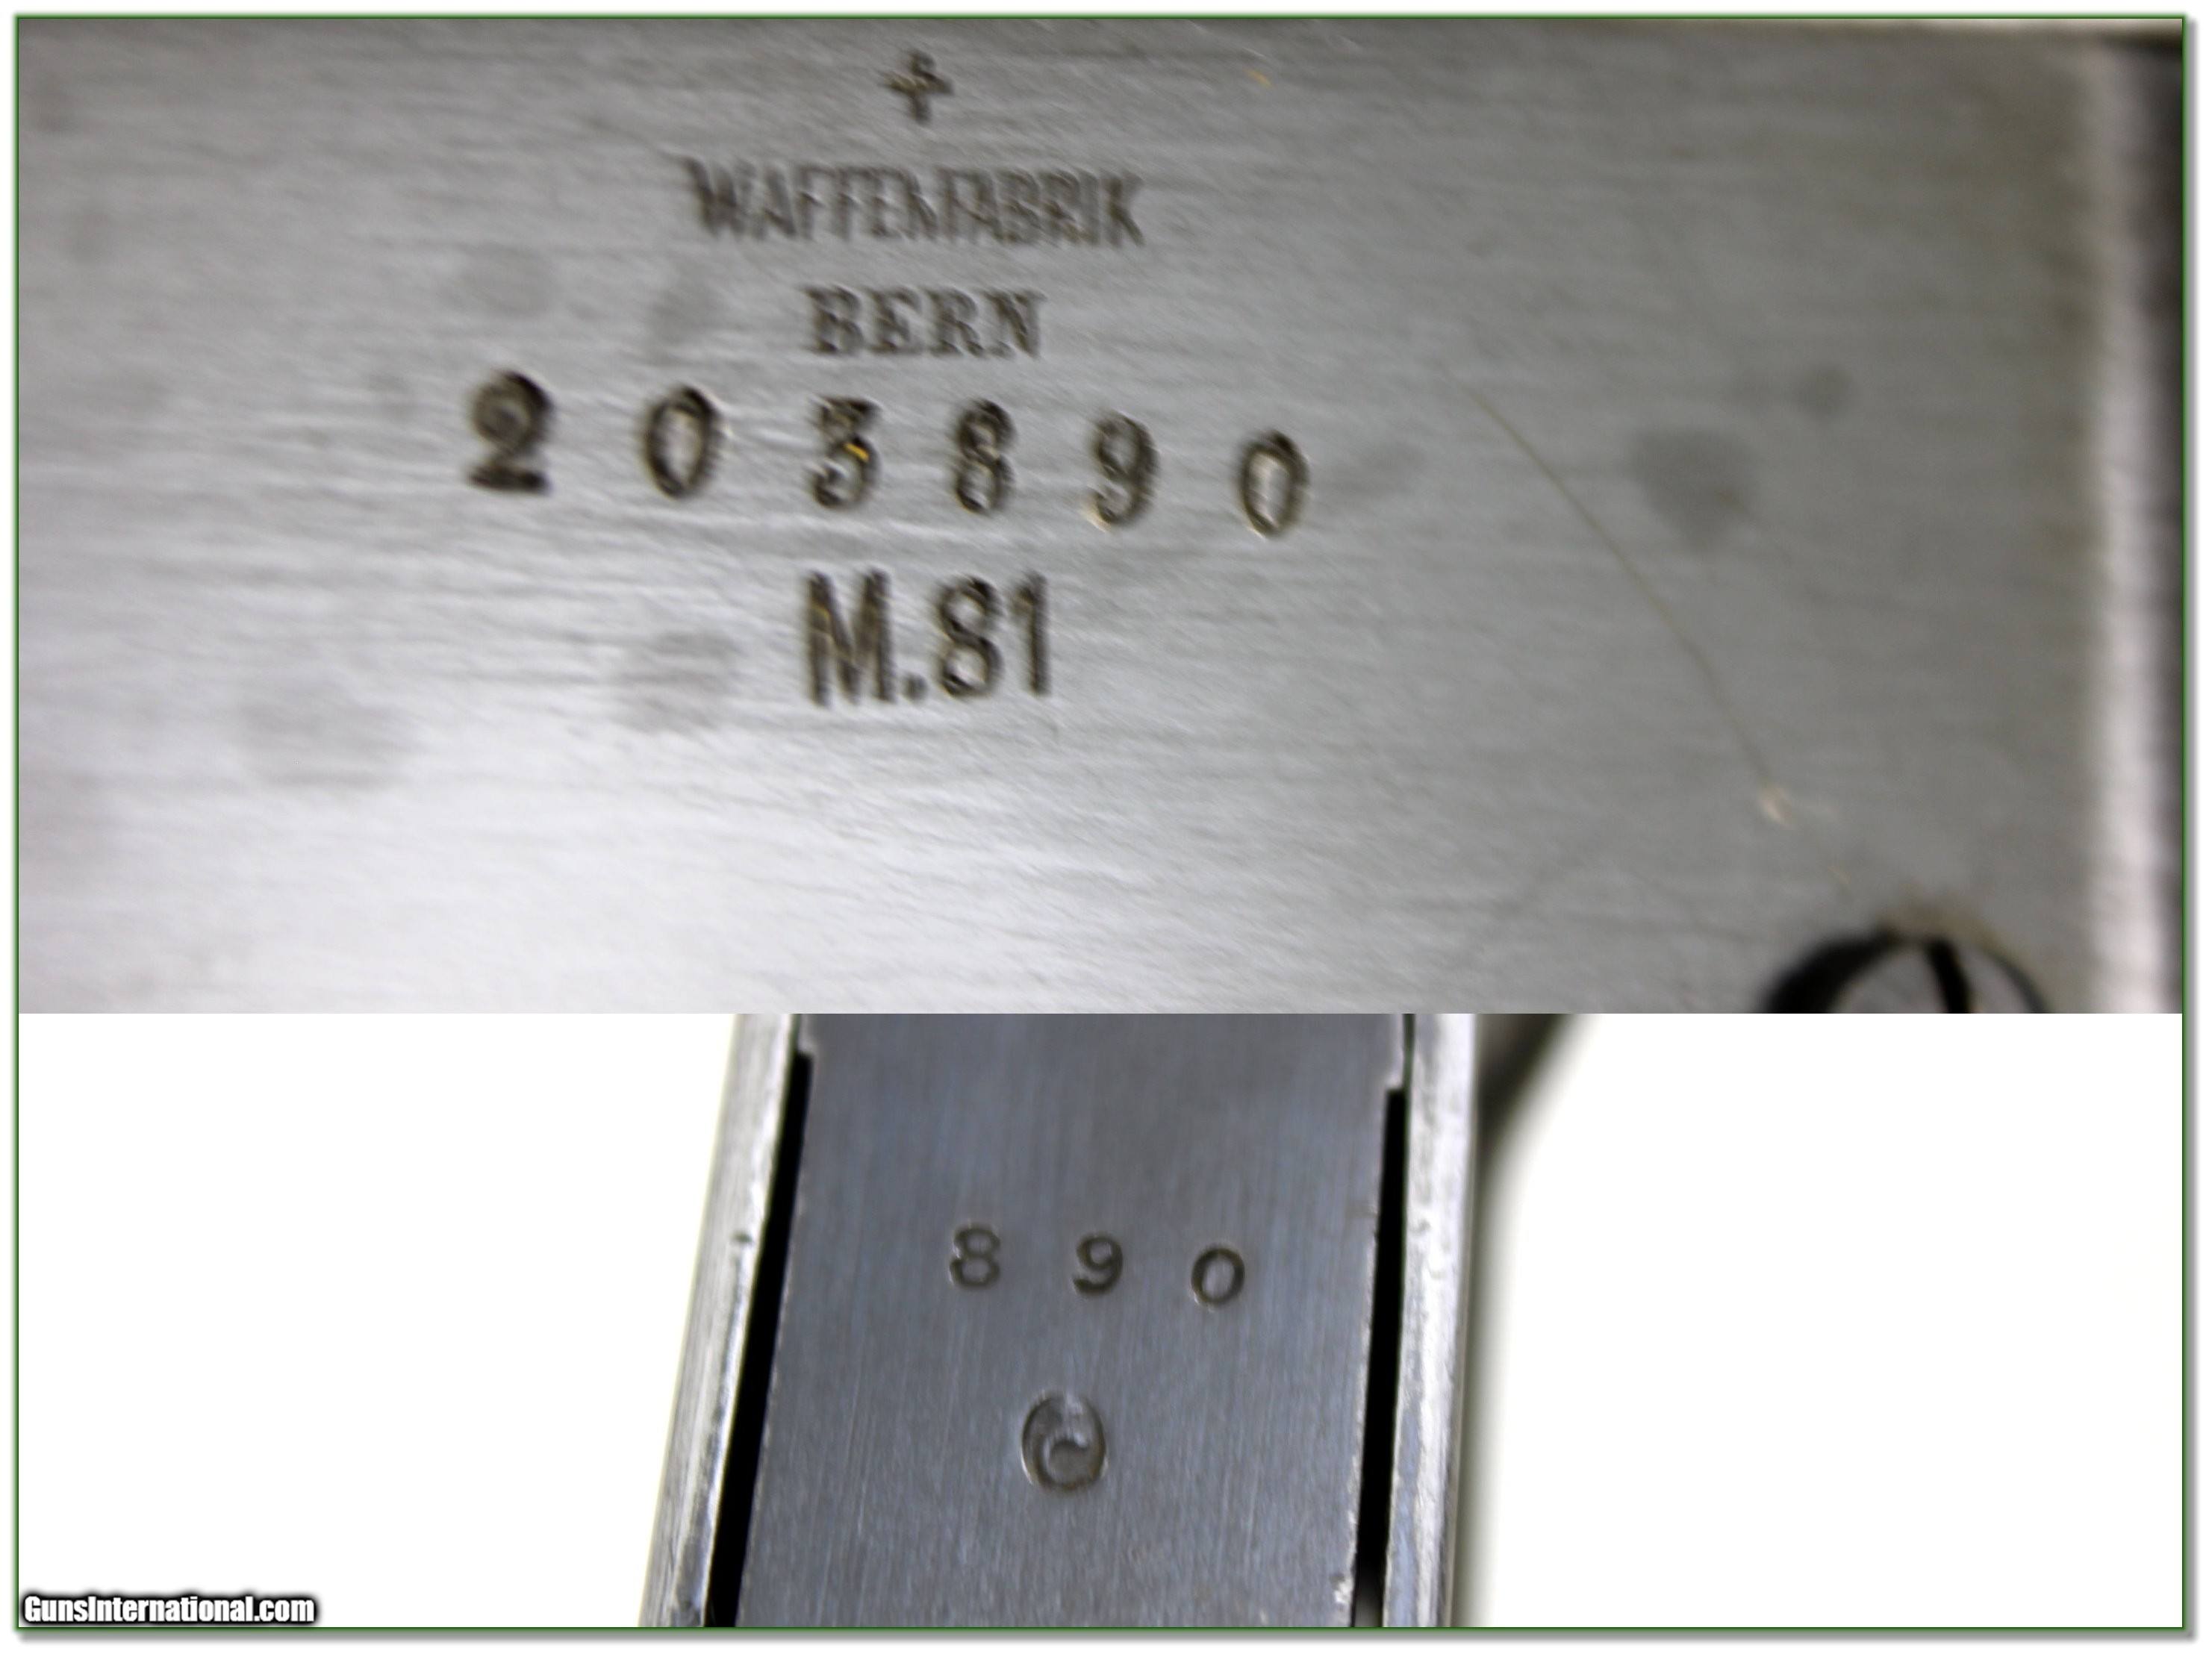 WAFFENFABRIK
BERN
203890
M.81
890
C
GunsInternational.com